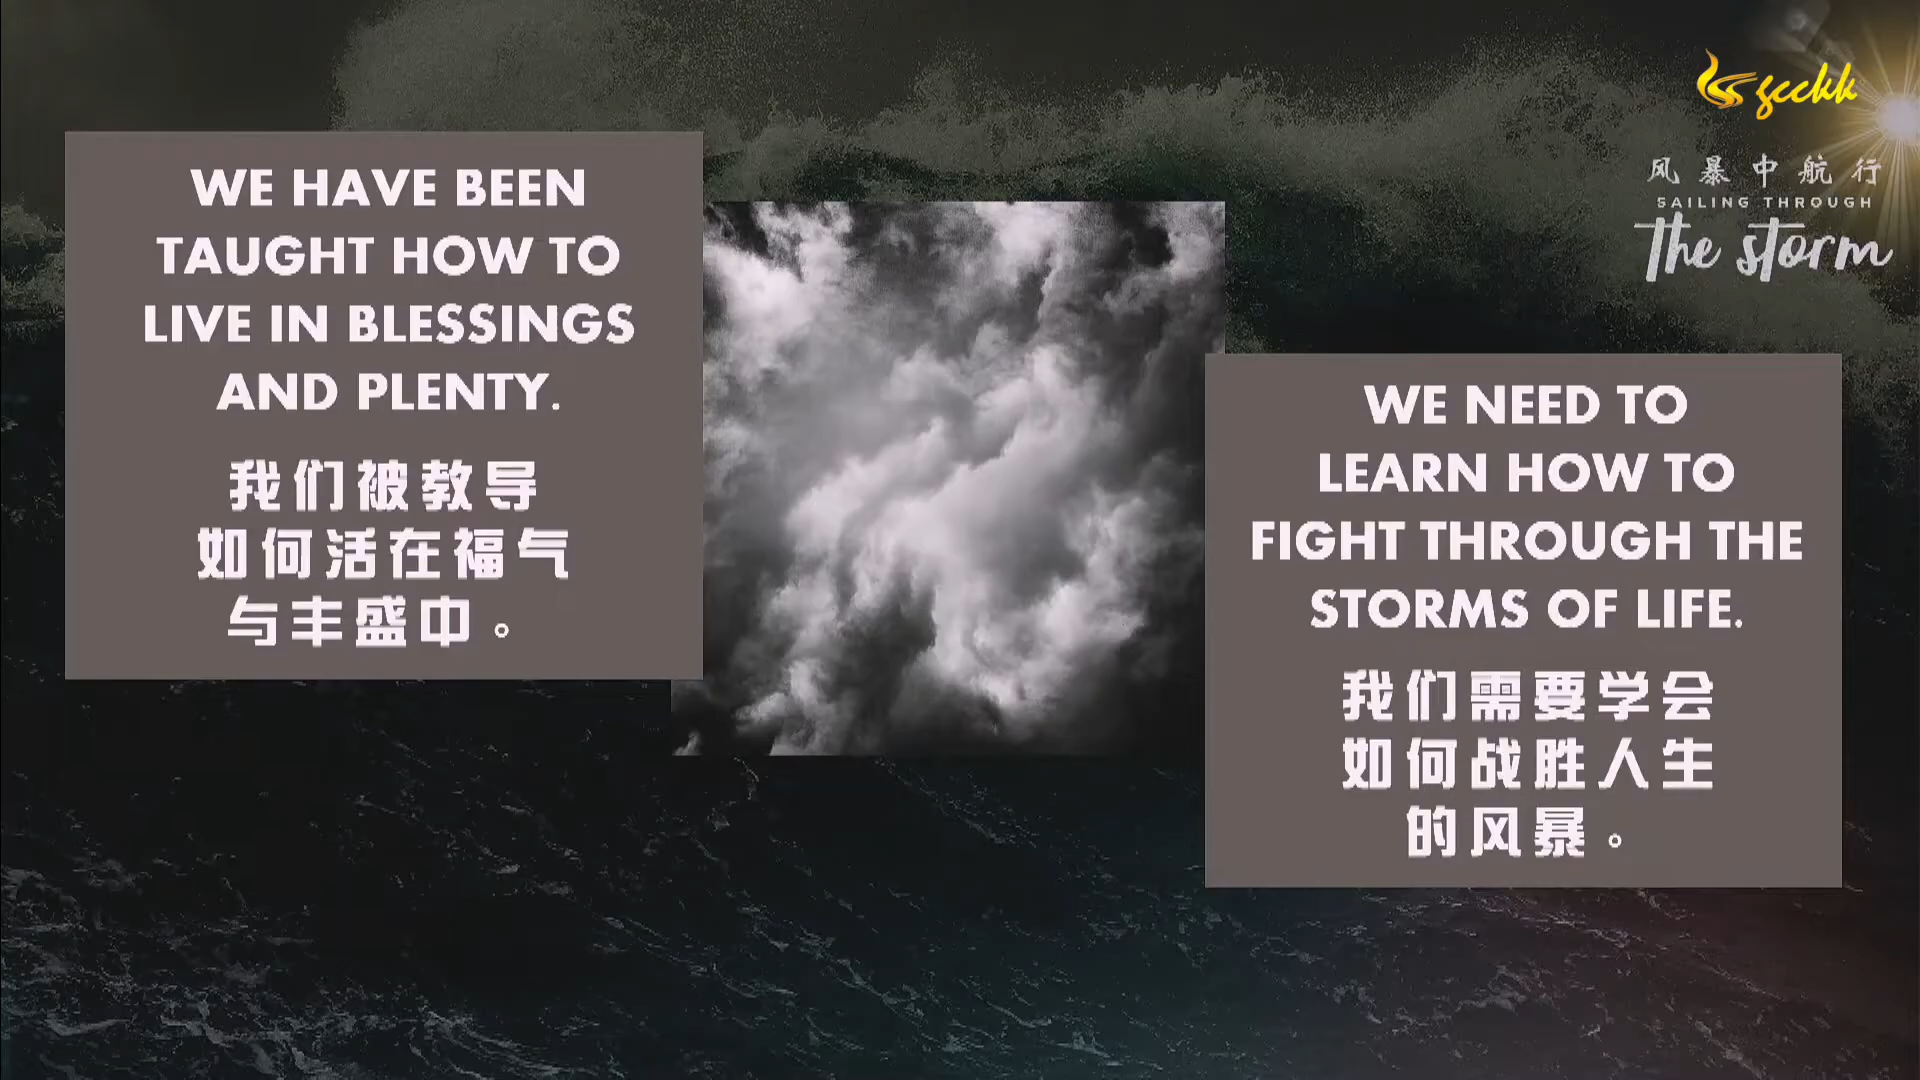 gcckk
风暴中航行
SAILING THROUGH
The storm
WE HAVE BEEN
TAUGHT HOW TO
LIVE IN BLESSINGS
AND PLENTY.
我们被教导
如何活在福气
与丰盛中。
WE NEED TO
LEARN HOW TO
FIGHT THROUGH THE
STORMS OF LIFE.
我们需要学会
如何战胜人生
的风暴。